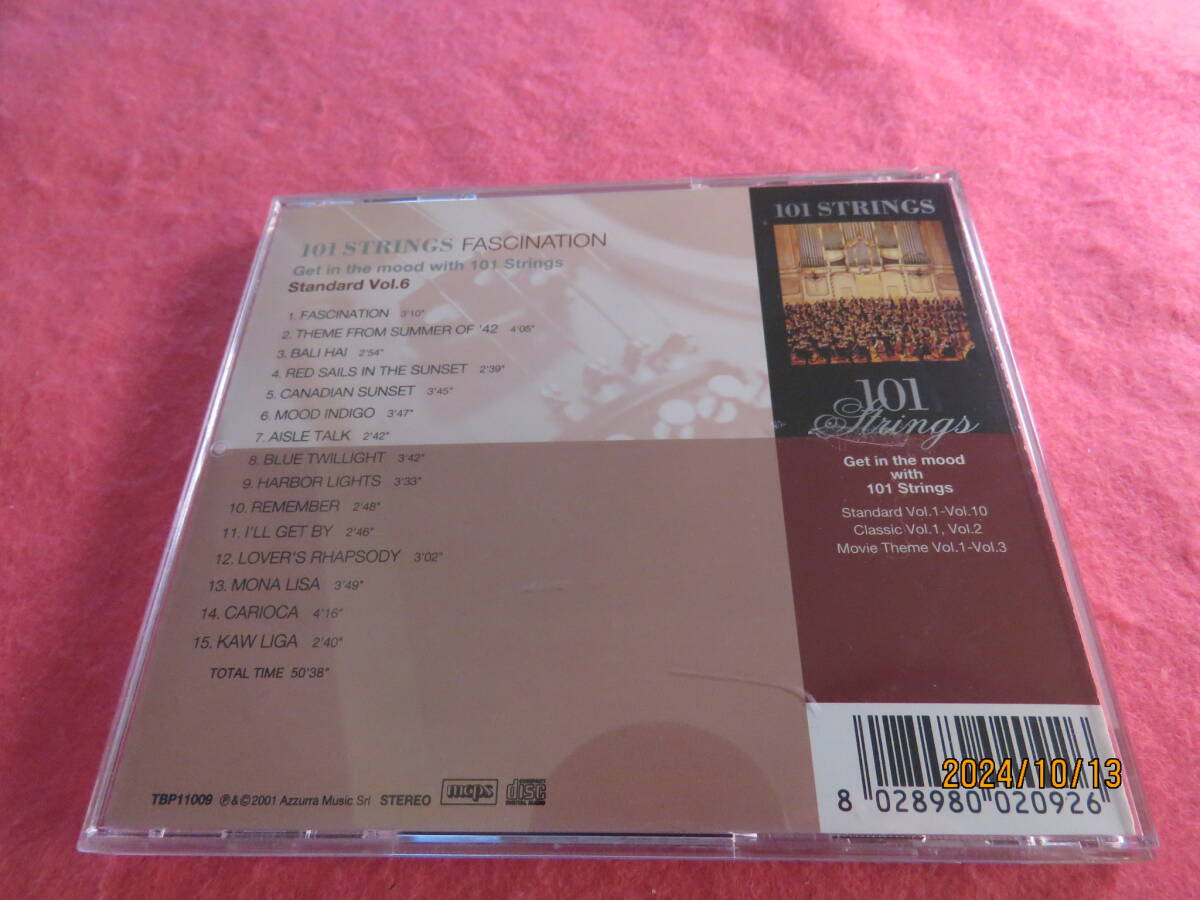 101 STRINGS FASCINATION
Get in the mood with 101 Strings
Standard Vol.6
1. FASCINATION 3'10"
2. THEME FROM SUMMER OF '42 4'05"
3. BALI HAI 2'54"
4. RED SAILS IN THE SUNSET 2'39"
5. CANADIAN SUNSET 3'45"
6. MOOD INDIGO 3'47"
7. AISLE TALK 2'42"
8. BLUE TWILLIGHT 3'42"
9. HARBOR LIGHTS 3'33"
10. REMEMBER 2'48"
11. I'LL GET BY 2'46"
12. LOVER'S RHAPSODY 3'02"
13. MONA LISA 3'49"
14. CARIOCA 4'16"
15. KAW LIGA 2'40"
TOTAL TIME 50'38"
TBP11009 ℗&©2001 Azzurra Music Srl STEREO mcps COMPACT disc DIGITAL AUDIO
101 STRINGS
101
Strings
Get in the mood
with
101 Strings
Standard Vol.1-Vol.10
Classic Vol.1, Vol.2
Movie Theme Vol.1-Vol.3
2024/10/13
8 028980 020926